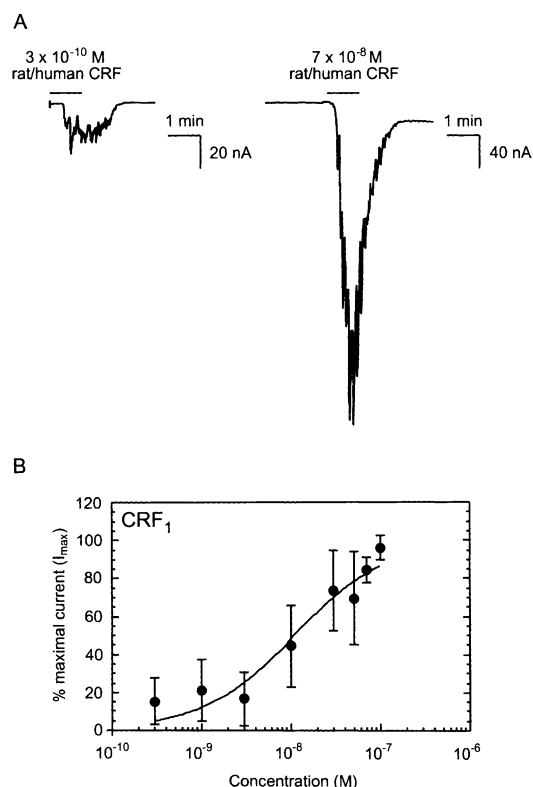 A
3 x 10⁻¹⁰ M
rat/human CRF
1 min
20 nA
7 x 10⁻⁸ M
rat/human CRF
1 min
40 nA
B
CRF₁
% maximal current (Iₘₐₓ)
120
100
80
60
40
20
0
10⁻¹⁰
10⁻⁹
10⁻⁸
10⁻⁷
10⁻⁶
Concentration (M)